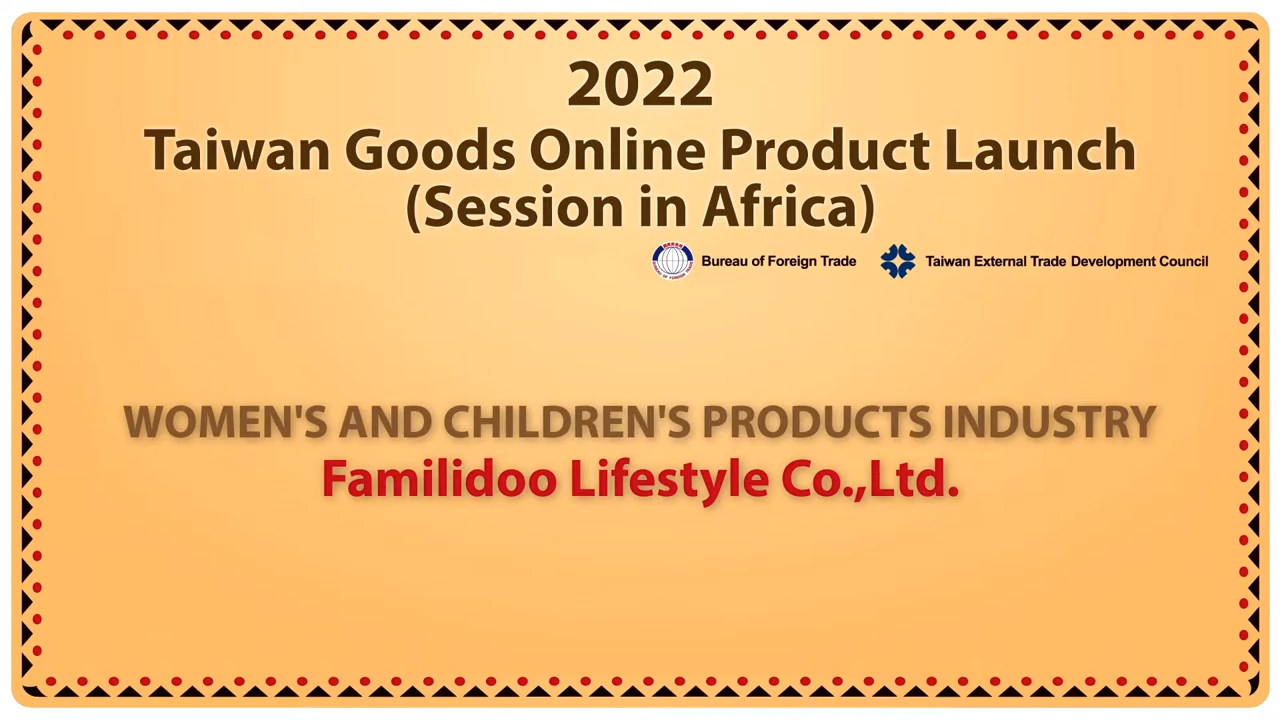 2022
Taiwan Goods Online Product Launch
(Session in Africa)
Bureau of Foreign Trade
Taiwan External Trade Development Council
WOMEN'S AND CHILDREN'S PRODUCTS INDUSTRY
Familidoo Lifestyle Co.,Ltd.